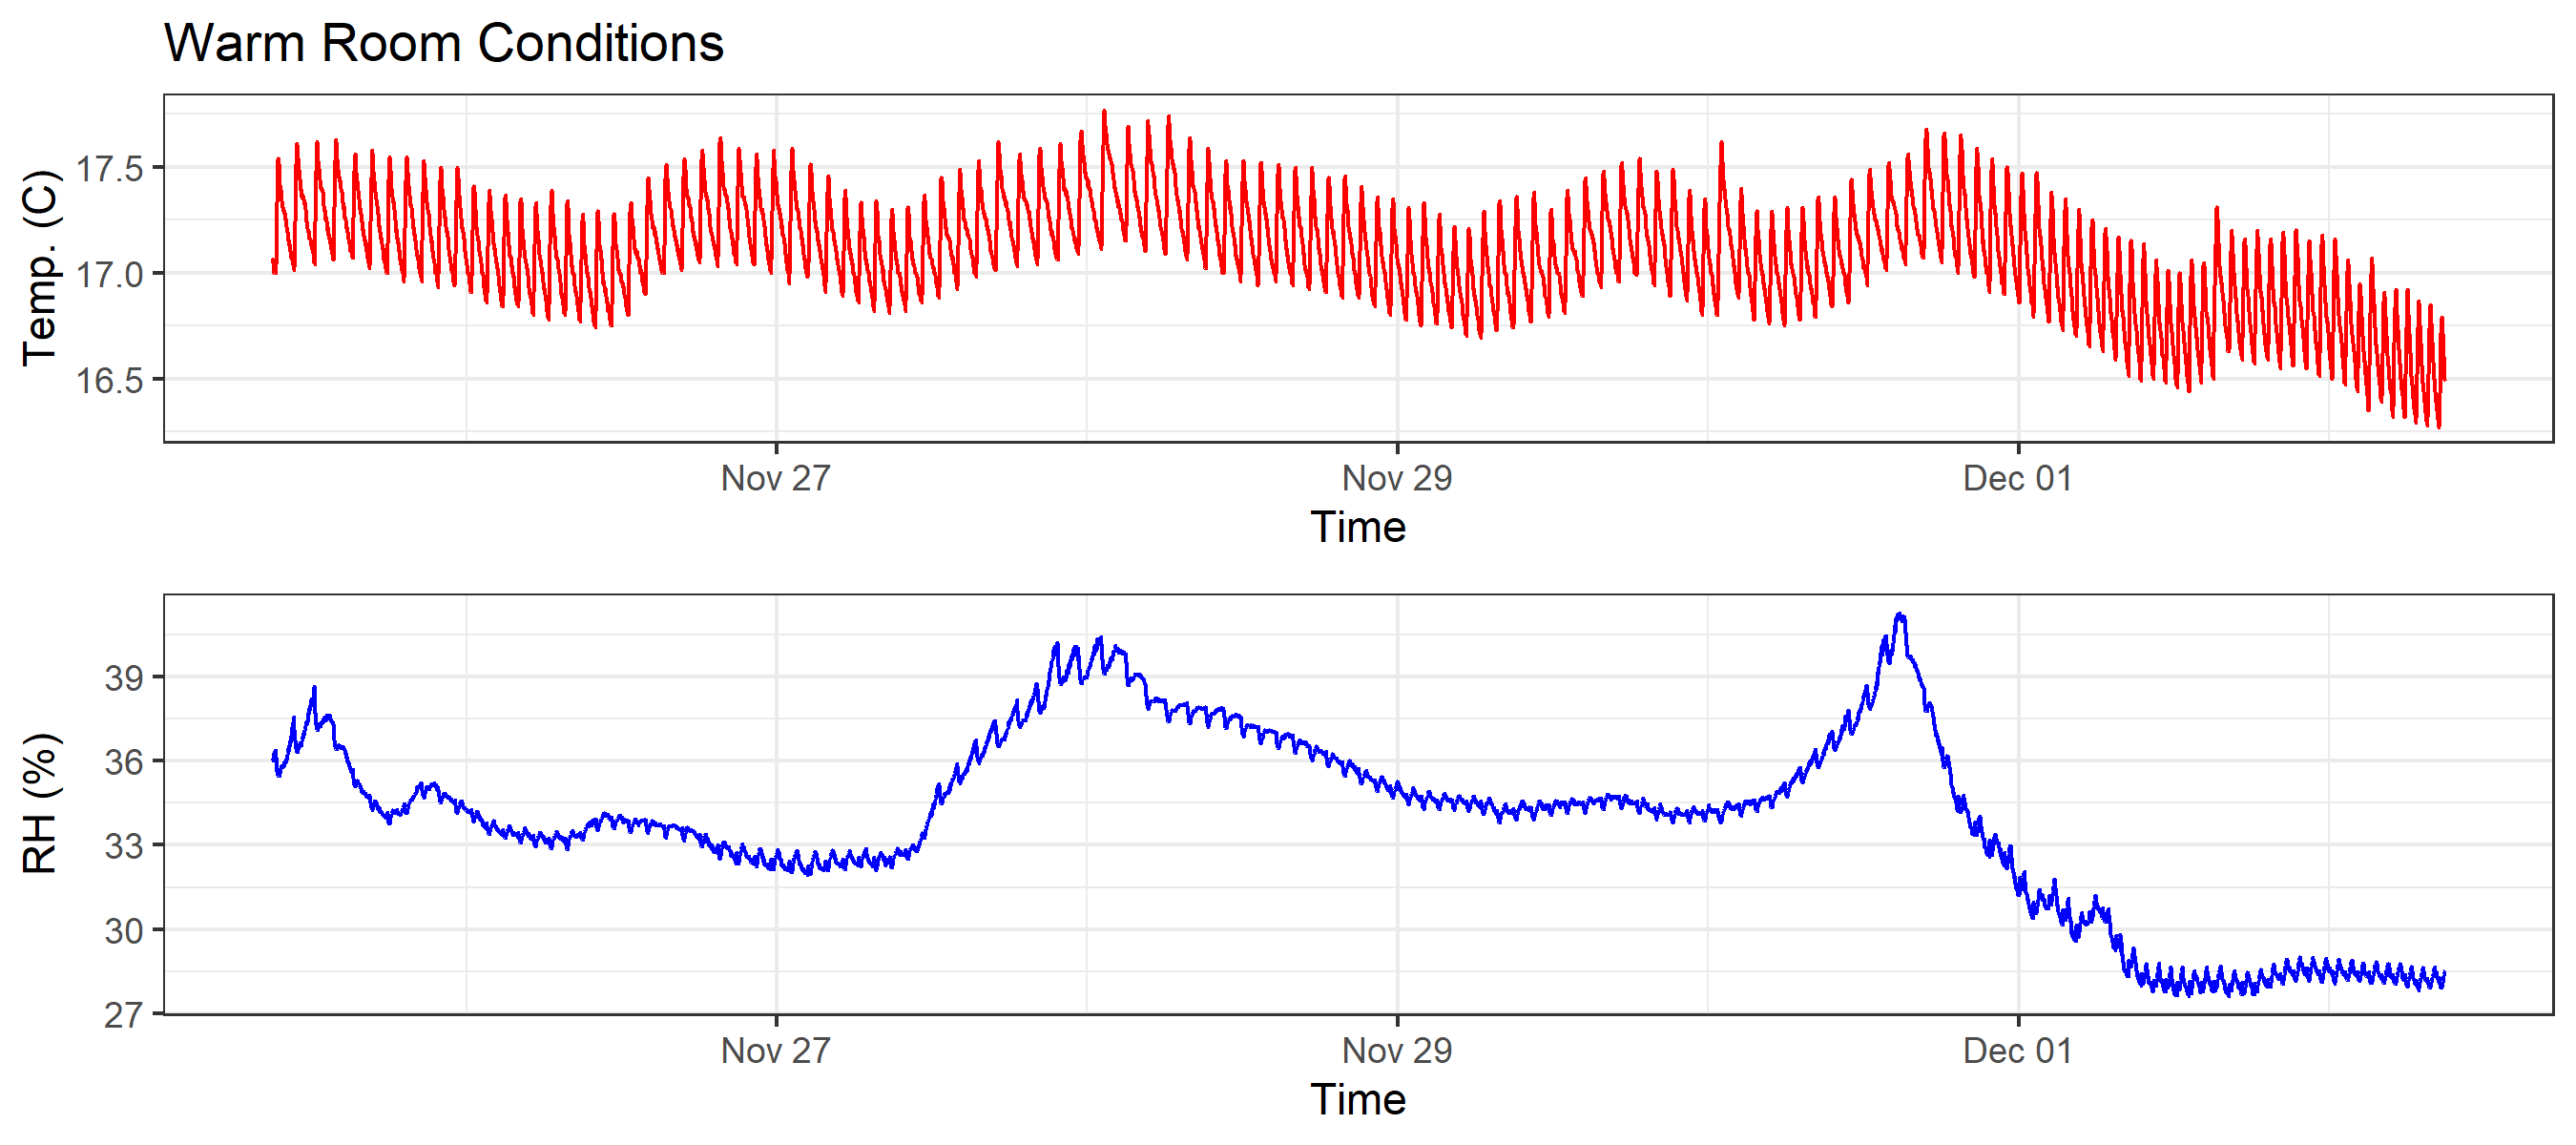 Warm Room Conditions
Temp. (C)
17.5
17.0
16.5
Nov 27 Nov 29 Dec 01
Time
RH (%)
39
36
33
30
27
Nov 27 Nov 29 Dec 01
Time